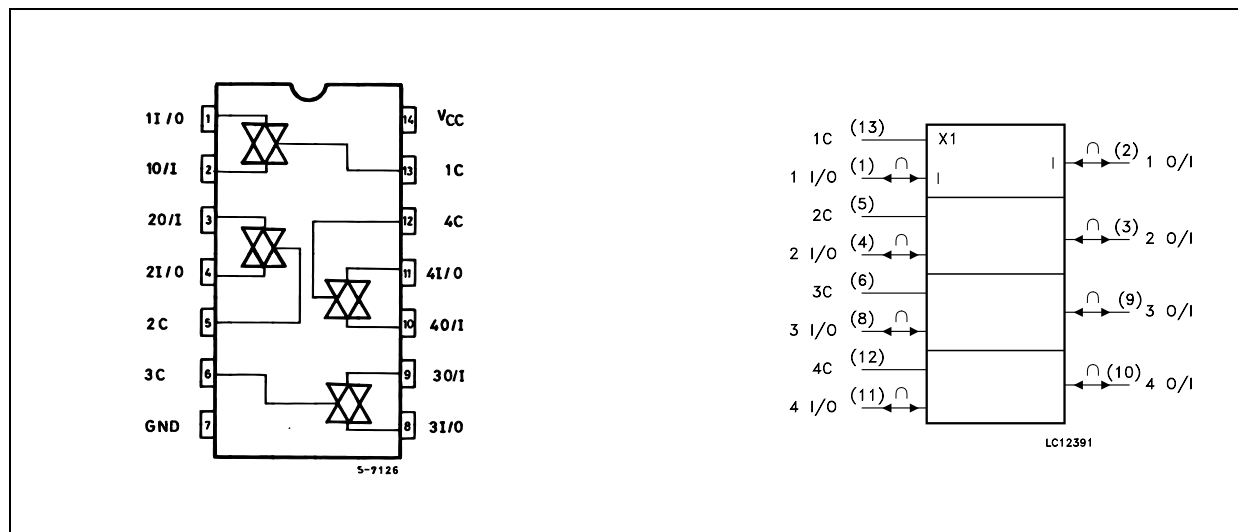 1I/O 1 14 VCC
1O/I 2 13 1C
2O/I 3 12 4C
2I/O 4 11 4I/O
2C 5 10 4O/I
3C 6 9 3O/I
GND 7 8 3I/O
S-9126
1C (13) X1
(2) 1 O/I
1 I/O (1) ∩ I I ∩
2C (5)
(3) 2 O/I
2 I/O (4) ∩ ∩
3C (6)
(9) 3 O/I
3 I/O (8) ∩ ∩
4C (12)
(10) 4 O/I
4 I/O (11) ∩ ∩
LC12391